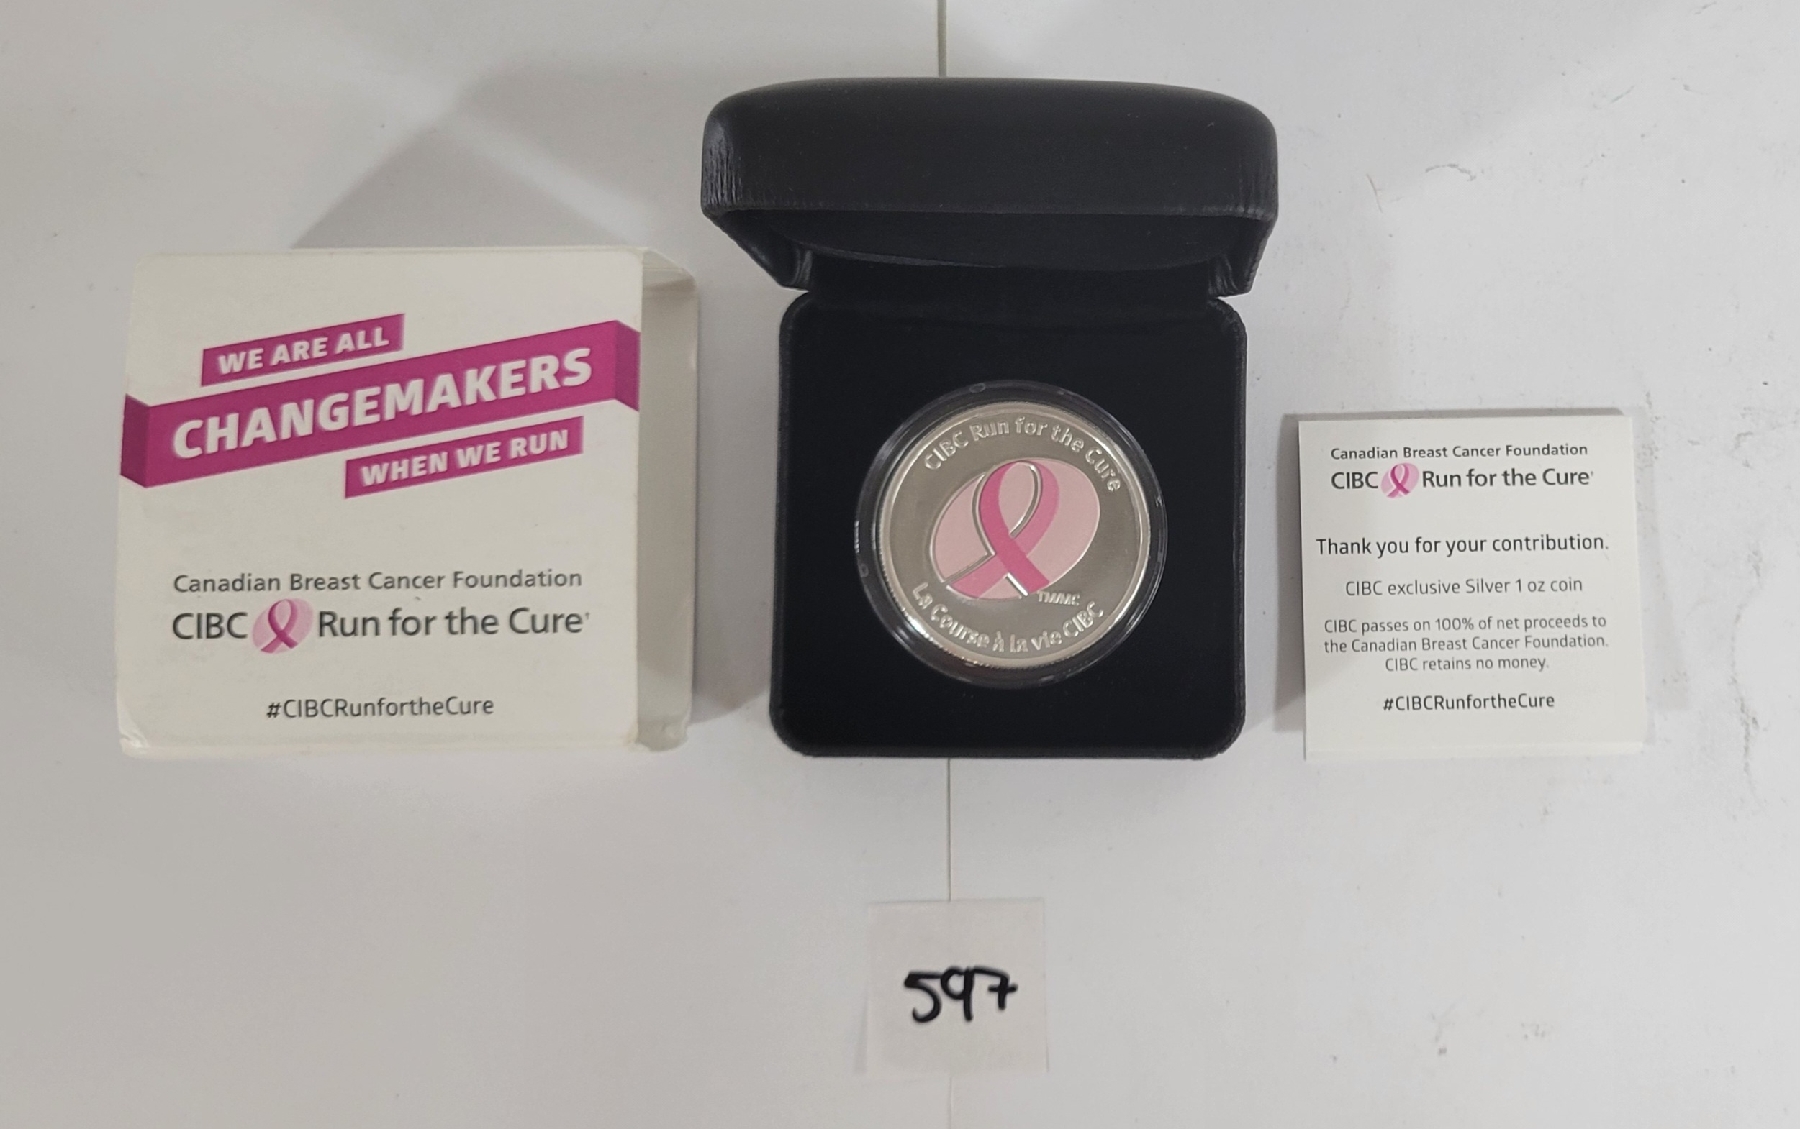 WE ARE ALL
CHANGEMAKERS
WHEN WE RUN
Canadian Breast Cancer Foundation
CIBC Run for the Cure†
#CIBCRunfortheCure
CIBC Run for the Cure
TM/MC
La Course à la vie CIBC
Canadian Breast Cancer Foundation
CIBC Run for the Cure†
Thank you for your contribution.
CIBC exclusive Silver 1 oz coin
CIBC passes on 100% of net proceeds to
the Canadian Breast Cancer Foundation.
CIBC retains no money.
#CIBCRunfortheCure
597